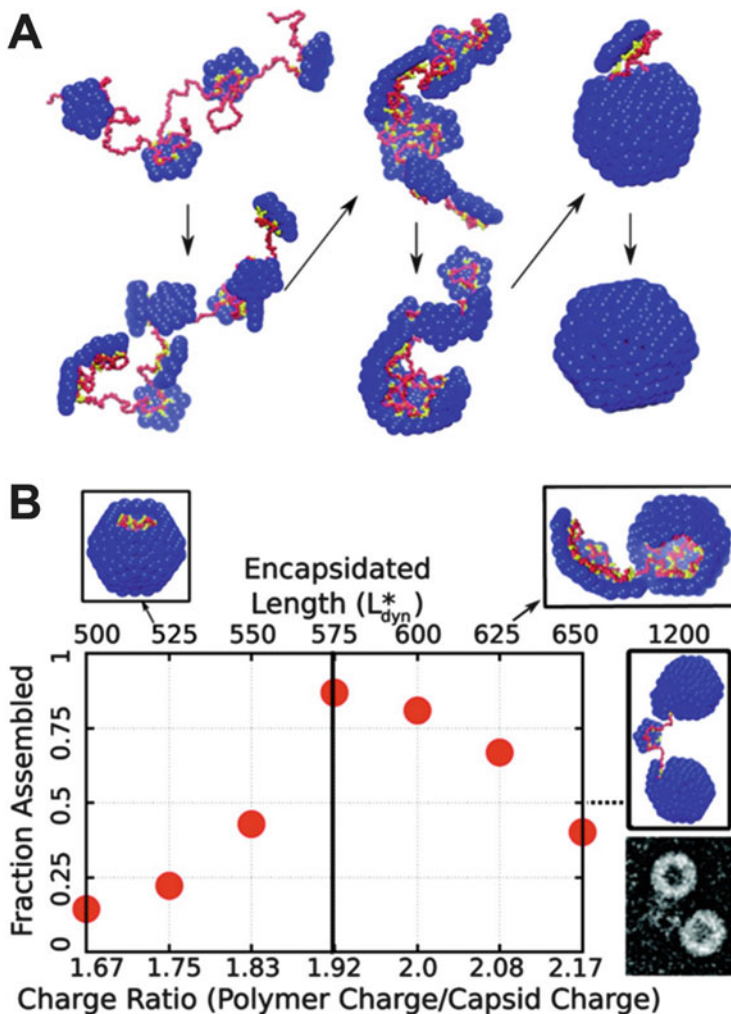 A
B
Encapsidated
Length (L*dyn)
500 525 550 575 600 625 650 1200
Fraction Assembled
1
0.75
0.5
0.25
0
1.67 1.75 1.83 1.92 2.0 2.08 2.17
Charge Ratio (Polymer Charge/Capsid Charge)